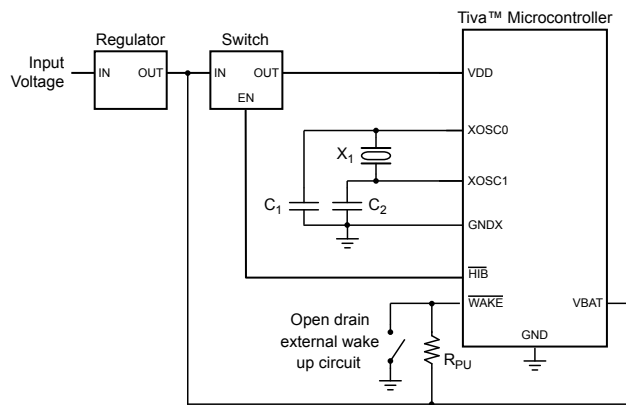 Tiva™ Microcontroller
Regulator
Switch
Input
Voltage
IN
OUT
IN
OUT
EN
VDD
XOSC0
X1
XOSC1
C1
C2
GNDX
HIB
WAKE
VBAT
Open drain
external wake
up circuit
RPU
GND